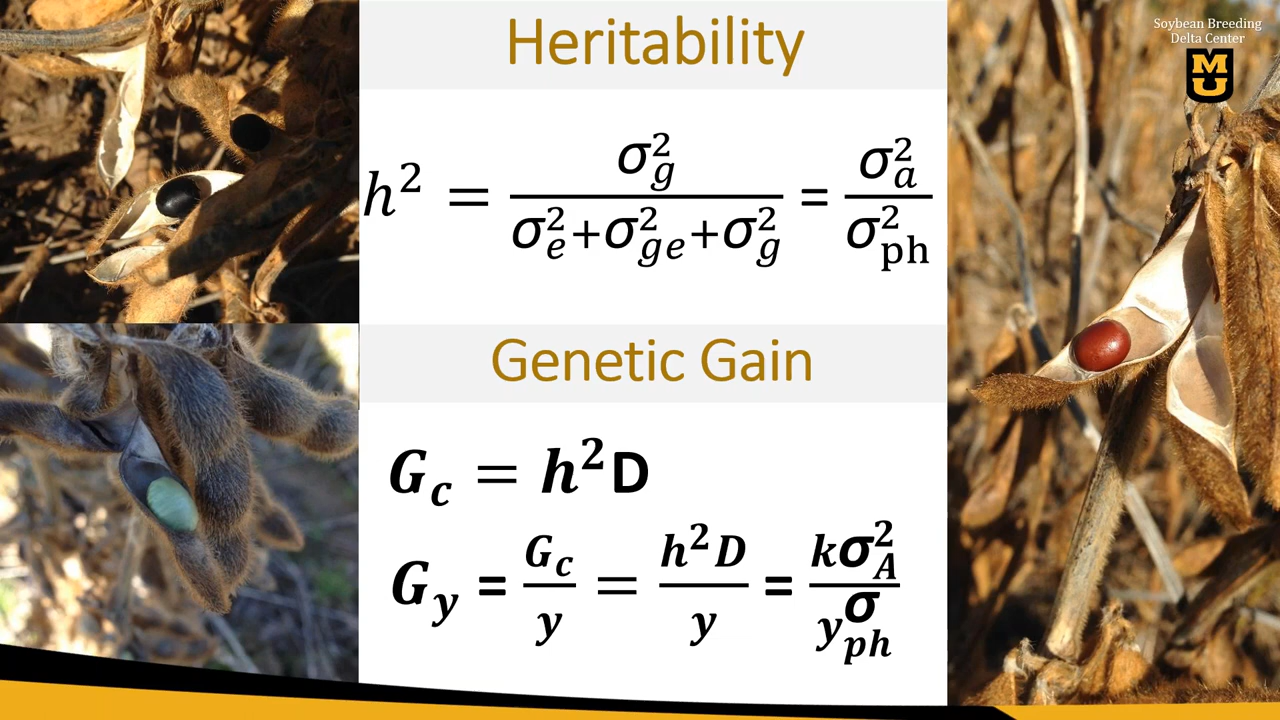 Heritability
Soybean Breeding
Delta Center
MU
h² = σ²g / (σ²e+σ²ge+σ²g) = σ²a / σ²ph
Genetic Gain
Gc = h²D
Gy = Gc / y = h²D / y = kσ²A / yσph